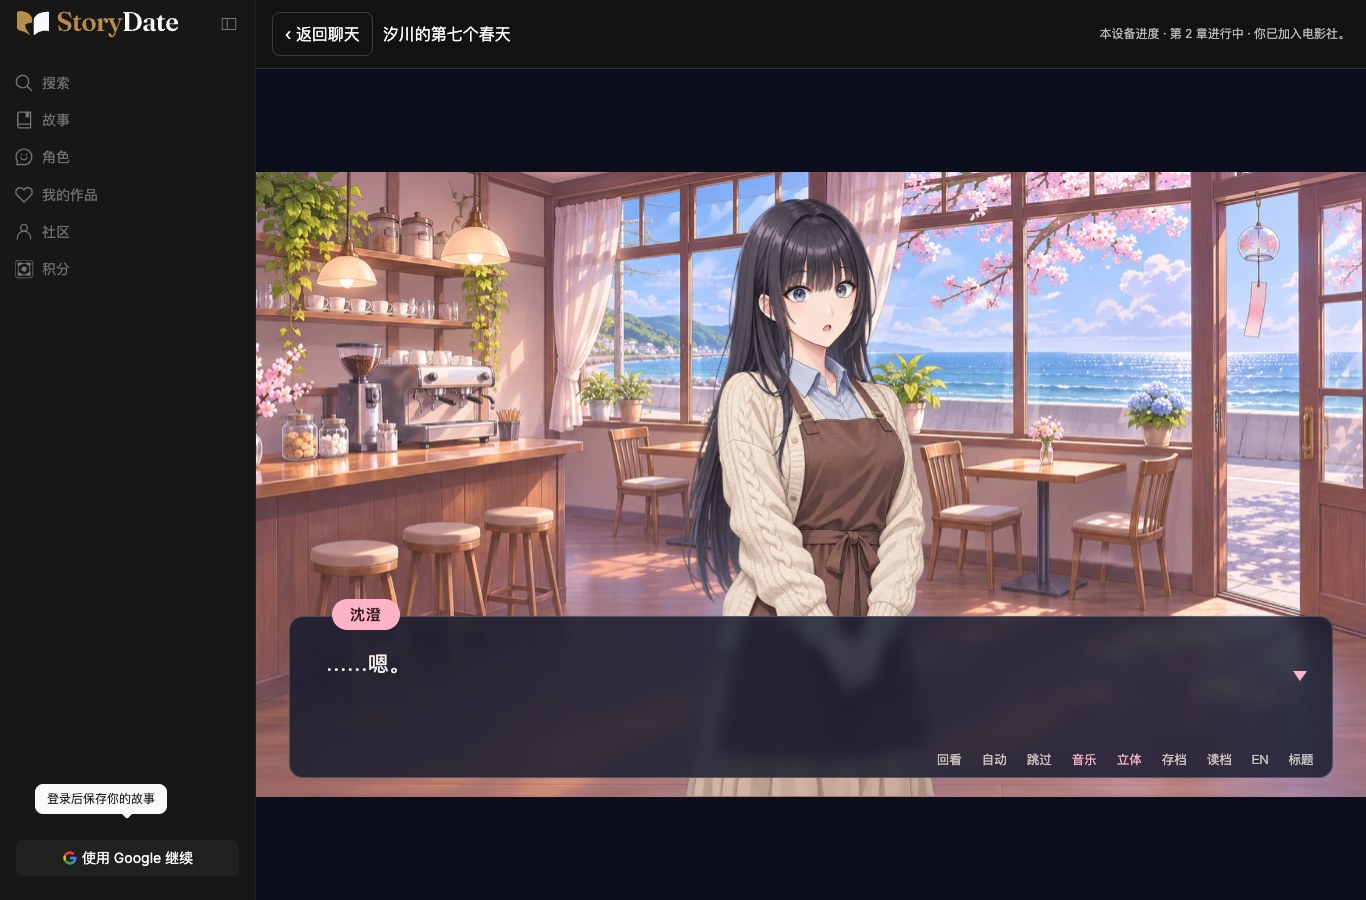 StoryDate
搜索
故事
角色
我的作品
社区
积分
登录后保存你的故事
使用 Google 继续
‹ 返回聊天
汐川的第七个春天
本设备进度 · 第 2 章进行中 · 你已加入电影社。
沈澄
……嗯。
回看 自动 跳过 音乐 立体 存档 读档 EN 标题